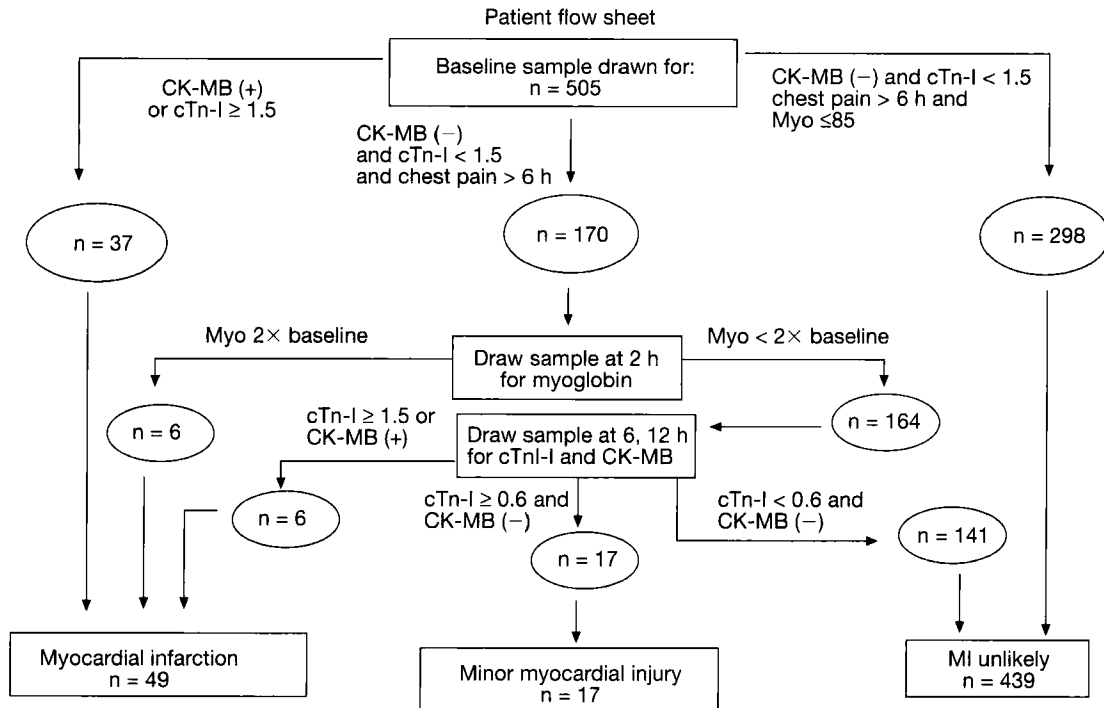 Patient flow sheet
Baseline sample drawn for:
n = 505
CK-MB (+)
or cTn-I ≥ 1.5
CK-MB (−)
and cTn-I < 1.5
and chest pain > 6 h
CK-MB (−) and cTn-I < 1.5
chest pain > 6 h and
Myo ≤85
n = 37
n = 170
n = 298
Myo 2× baseline
Draw sample at 2 h
for myoglobin
Myo < 2× baseline
n = 6
n = 164
cTn-I ≥ 1.5 or
CK-MB (+)
Draw sample at 6, 12 h
for cTnI-I and CK-MB
n = 6
cTn-I ≥ 0.6 and
CK-MB (−)
cTn-I < 0.6 and
CK-MB (−)
n = 17
n = 141
Myocardial infarction
n = 49
Minor myocardial injury
n = 17
MI unlikely
n = 439